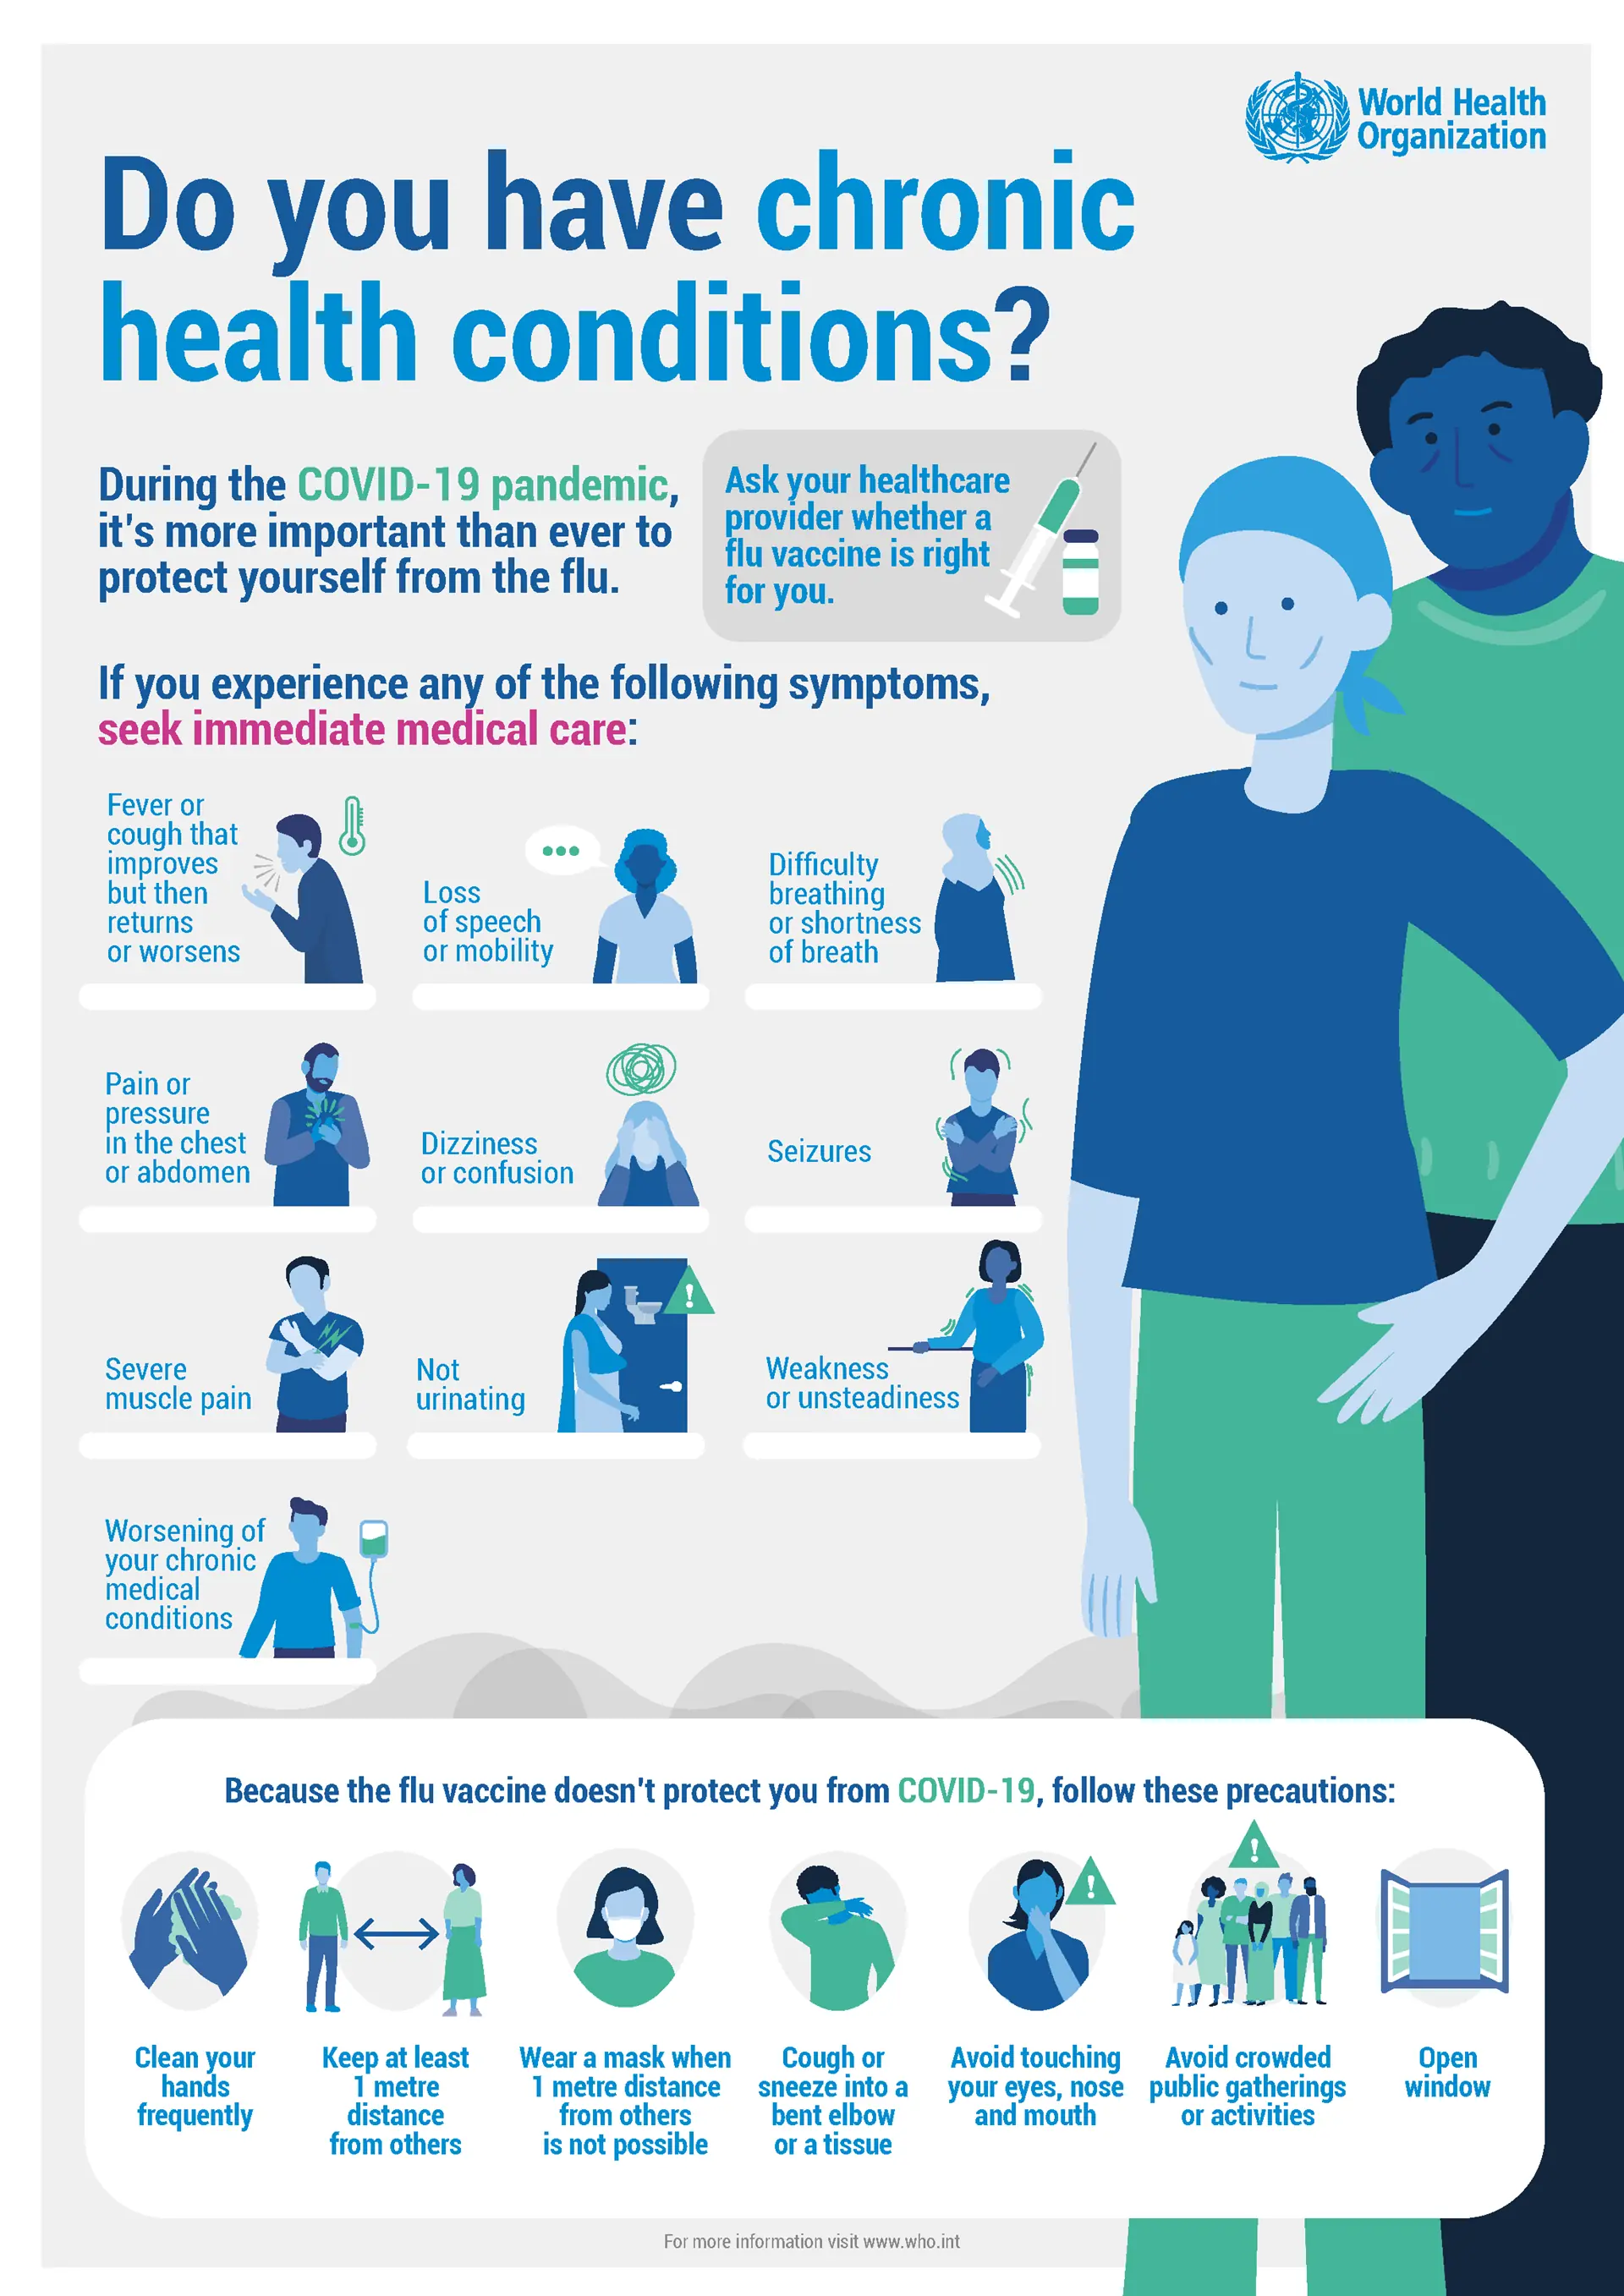 World Health
Organization
Do you have chronic
health conditions?
During the COVID-19 pandemic,
it's more important than ever to
protect yourself from the flu.
Ask your healthcare
provider whether a
flu vaccine is right
for you.
If you experience any of the following symptoms,
seek immediate medical care:
Fever or
cough that
improves
but then
returns
or worsens
Loss
of speech
or mobility
Difficulty
breathing
or shortness
of breath
Pain or
pressure
in the chest
or abdomen
Dizziness
or confusion
Seizures
Severe
muscle pain
Not
urinating
Weakness
or unsteadiness
Worsening of
your chronic
medical
conditions
Because the flu vaccine doesn't protect you from COVID-19, follow these precautions:
Clean your
hands
frequently
Keep at least
1 metre
distance
from others
Wear a mask when
1 metre distance
from others
is not possible
Cough or
sneeze into a
bent elbow
or a tissue
Avoid touching
your eyes, nose
and mouth
Avoid crowded
public gatherings
or activities
Open
window
For more information visit www.who.int